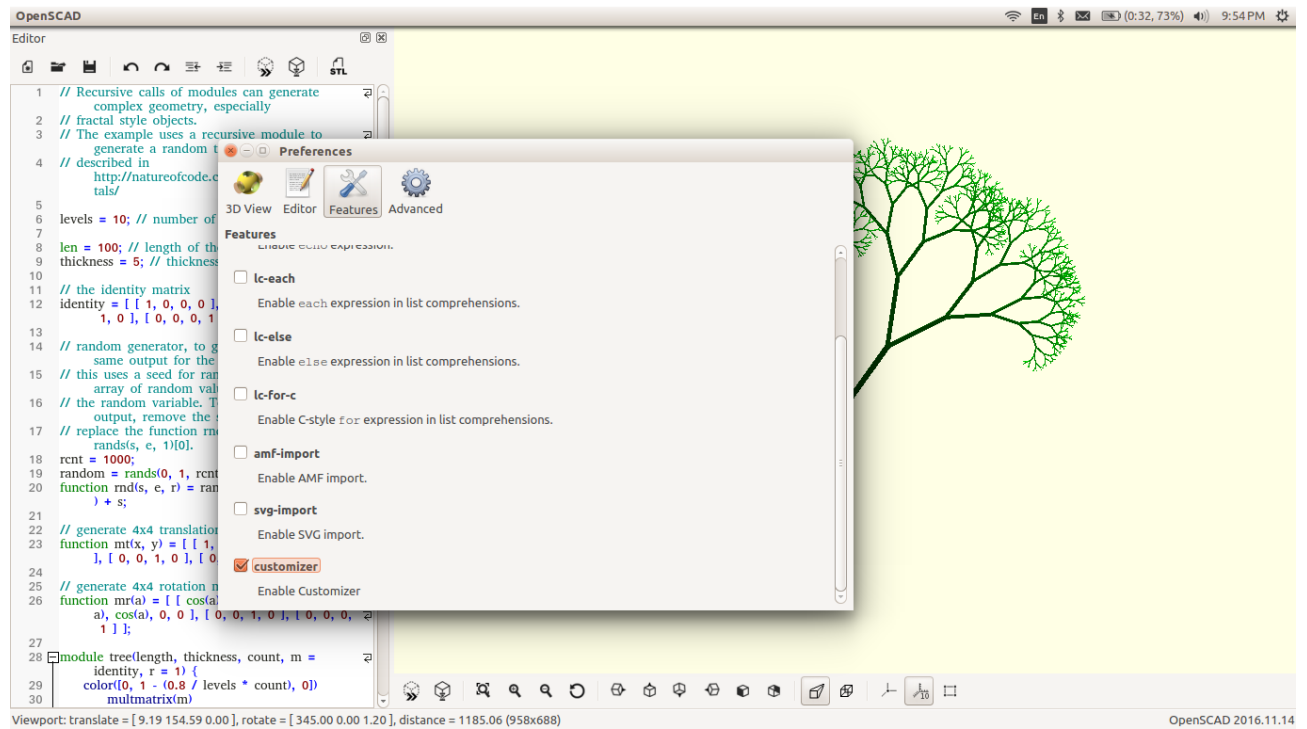 OpenSCAD
En
(0:32, 73%)
9:54 PM
Editor
STL
1 // Recursive calls of modules can generate
complex geometry, especially
2 // fractal style objects.
3 // The example uses a recursive module to
generate a random t
4 // described in
http://natureofcode.c
tals/
5
6 levels = 10; // number of
7
8 len = 100; // length of th
9 thickness = 5; // thickness
10
11 // the identity matrix
12 identity = [ [ 1, 0, 0, 0 ],
1, 0 ], [ 0, 0, 0, 1
13
14 // random generator, to g
same output for the
15 // this uses a seed for ran
array of random valu
16 // the random variable. T
output, remove the s
17 // replace the function rnd
rands(s, e, 1)[0].
18 rcnt = 1000;
19 random = rands(0, 1, rcnt
20 function rnd(s, e, r) = ran
) + s;
21
22 // generate 4x4 translation
23 function mt(x, y) = [ [ 1,
], [ 0, 0, 1, 0 ], [ 0,
24
25 // generate 4x4 rotation m
26 function mr(a) = [ [ cos(a)
a), cos(a), 0, 0 ], [ 0, 0, 1, 0 ], [ 0, 0, 0,
1 ] ];
27
28 module tree(length, thickness, count, m =
identity, r = 1) {
29 color([0, 1 - (0.8 / levels * count), 0])
30 multmatrix(m)
Preferences
3D View Editor Features Advanced
Features
Enable echo expression.
lc-each
Enable each expression in list comprehensions.
lc-else
Enable else expression in list comprehensions.
lc-for-c
Enable C-style for expression in list comprehensions.
amf-import
Enable AMF import.
svg-import
Enable SVG import.
customizer
Enable Customizer
10
Viewport: translate = [ 9.19 154.59 0.00 ], rotate = [ 345.00 0.00 1.20 ], distance = 1185.06 (958x688)
OpenSCAD 2016.11.14